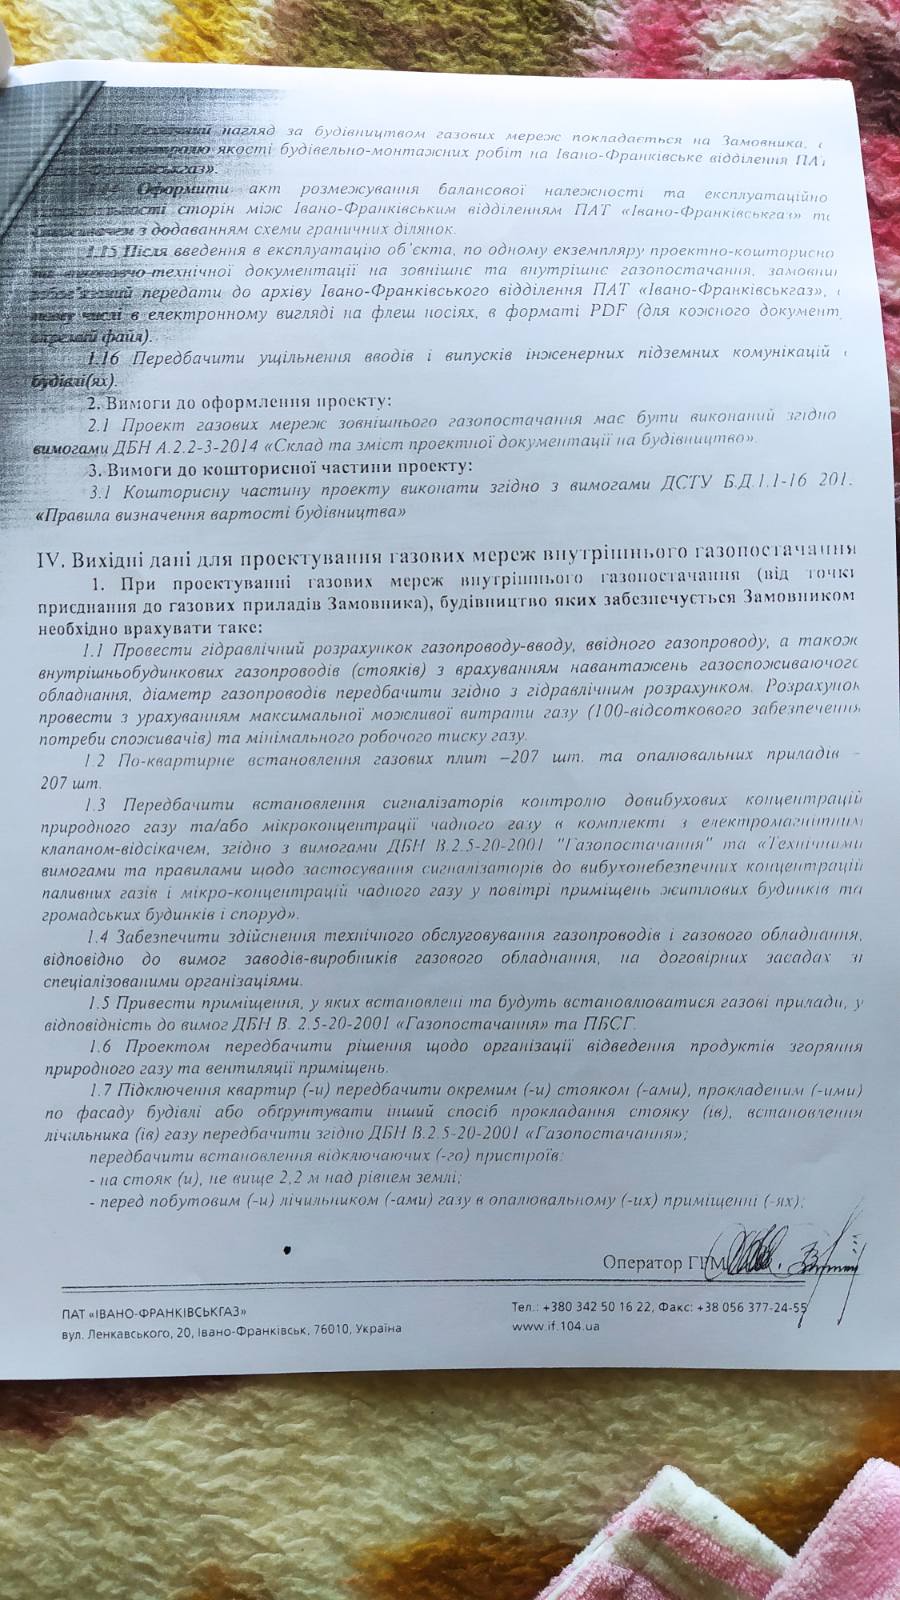 нагляд за будівництвом газових мереж покладається на Замовника,
якості будівельно-монтажних робіт на Івано-Франківське відділення ПАТ
газ».
Оформити акт розмежування балансової належності та експлуатаційно
сторін між Івано-Франківським відділенням ПАТ «Івано-Франківськгаз» та
з додаванням схеми граничних ділянок.
1.15 Після введення в експлуатацію об'єкта, по одному екземпляру проектно-кошторисно
технічної документації на зовнішнє та внутрішнє газопостачання, замовни
передати до архіву Івано-Франківського відділення ПАТ «Івано-Франківськгаз»,
числі в електронному вигляді на флеш носіях, в форматі PDF (для кожного документ
файл).
1.16 Передбачити ущільнення вводів і випусків інженерних підземних комунікацій
будівлі(ях).
2. Вимоги до оформлення проекту:
2.1 Проект газових мереж зовнішнього газопостачання має бути виконаний згідно
вимогами ДБН А.2.2-3-2014 «Склад та зміст проектної документації на будівництво».
3. Вимоги до кошторисної частини проекту:
3.1 Кошторисну частину проекту виконати згідно з вимогами ДСТУ Б.Д.1.1-16 201.
«Правила визначення вартості будівництва»
IV. Вихідні дані для проектування газових мереж внутрішнього газопостачання
1. При проектуванні газових мереж внутрішнього газопостачання (від точки
приєднання до газових приладів Замовника), будівництво яких забезпечується Замовником
необхідно врахувати таке:
1.1 Провести гідравлічний розрахунок газопроводу-вводу, ввідного газопроводу, а також
внутрішньобудинкових газопроводів (стояків) з врахуванням навантажень газоспоживаючого
обладнання, діаметр газопроводів передбачити згідно з гідравлічним розрахунком. Розрахунок
провести з урахуванням максимальної можливої витрати газу (100-відсоткового забезпечення
потреби споживачів) та мінімального робочого тиску газу.
1.2 По-квартирне встановлення газових плит –207 шт. та опалювальних приладів –
207 шт.
1.3 Передбачити встановлення сигналізаторів контролю довибухових концентрацій
природного газу та/або мікроконцентрації чадного газу в комплекті з електромагнітним
клапаном-відсікачем, згідно з вимогами ДБН В.2.5-20-2001 "Газопостачання" та «Технічними
вимогами та правилами щодо застосування сигналізаторів до вибухонебезпечних концентрацій
паливних газів і мікро-концентрацій чадного газу у повітрі приміщень житлових будинків та
громадських будинків і споруд».
1.4 Забезпечити здійснення технічного обслуговування газопроводів і газового обладнання,
відповідно до вимог заводів-виробників газового обладнання, на договірних засадах зі
спеціалізованими організаціями.
1.5 Привести приміщення, у яких встановлені та будуть встановлюватися газові прилади, у
відповідність до вимог ДБН В. 2.5-20-2001 «Газопостачання» та ПБСГ.
1.6 Проектом передбачити рішення щодо організації відведення продуктів згоряння
природного газу та вентиляції приміщень.
1.7 Підключення квартир (-и) передбачити окремим (-и) стояком (-ами), прокладеним (-ими)
по фасаду будівлі або обґрунтувати інший спосіб прокладання стояку (ів), встановлення
лічильника (ів) газу передбачити згідно ДБН В.2.5-20-2001 «Газопостачання»;
передбачити встановлення відключаючих (-го) пристроїв:
- на стояк (и), не вище 2,2 м над рівнем землі;
- перед побутовим (-и) лічильником (-ами) газу в опалювальному (-их) приміщенні (-ях);
Оператор ГРМ
ПАТ «ІВАНО-ФРАНКІВСЬКГАЗ»
вул. Ленкавського, 20, Івано-Франківськ, 76010, Україна
Тел.: +380 342 50 16 22, Факс: +38 056 377-24-55
www.if.104.ua